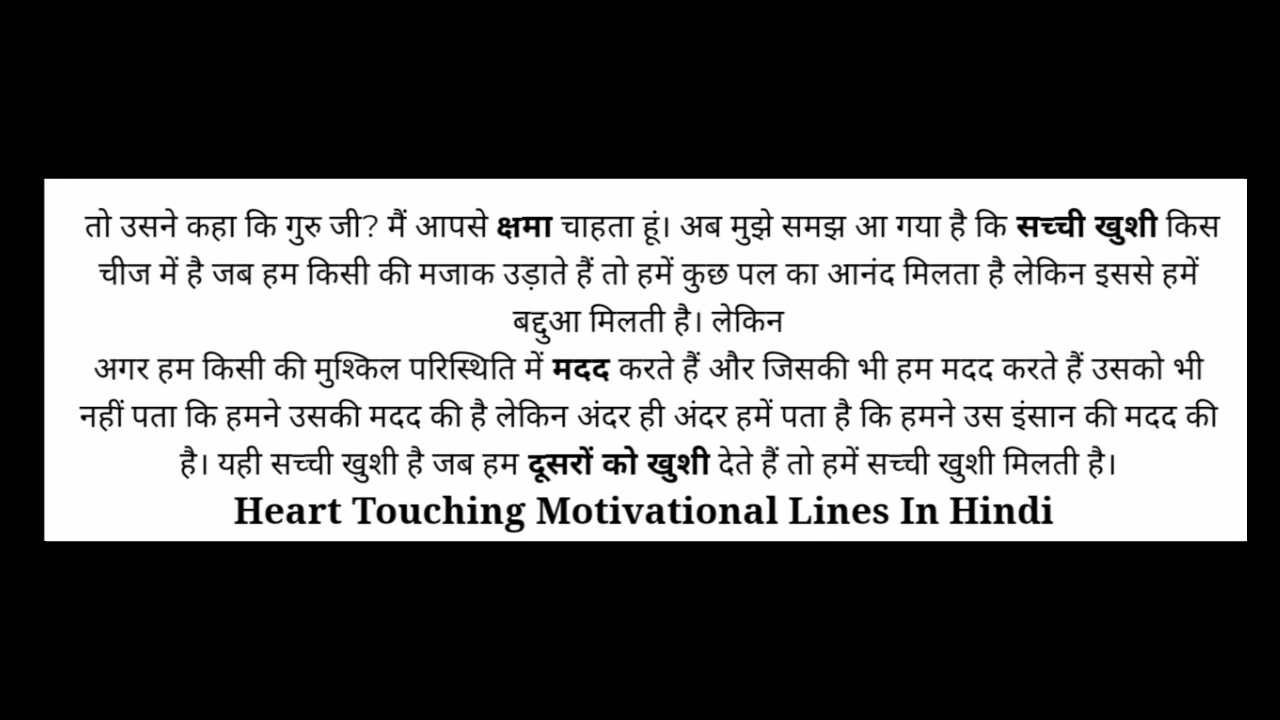 तो उसने कहा कि गुरु जी? मैं आपसे क्षमा चाहता हूं। अब मुझे समझ आ गया है कि सच्ची खुशी किस
चीज में है जब हम किसी की मजाक उड़ाते हैं तो हमें कुछ पल का आनंद मिलता है लेकिन इससे हमें
बद्दुआ मिलती है। लेकिन
अगर हम किसी की मुश्किल परिस्थिति में मदद करते हैं और जिसकी भी हम मदद करते हैं उसको भी
नहीं पता कि हमने उसकी मदद की है लेकिन अंदर ही अंदर हमें पता है कि हमने उस इंसान की मदद की
है। यही सच्ची खुशी है जब हम दूसरों को खुशी देते हैं तो हमें सच्ची खुशी मिलती है।
Heart Touching Motivational Lines In Hindi